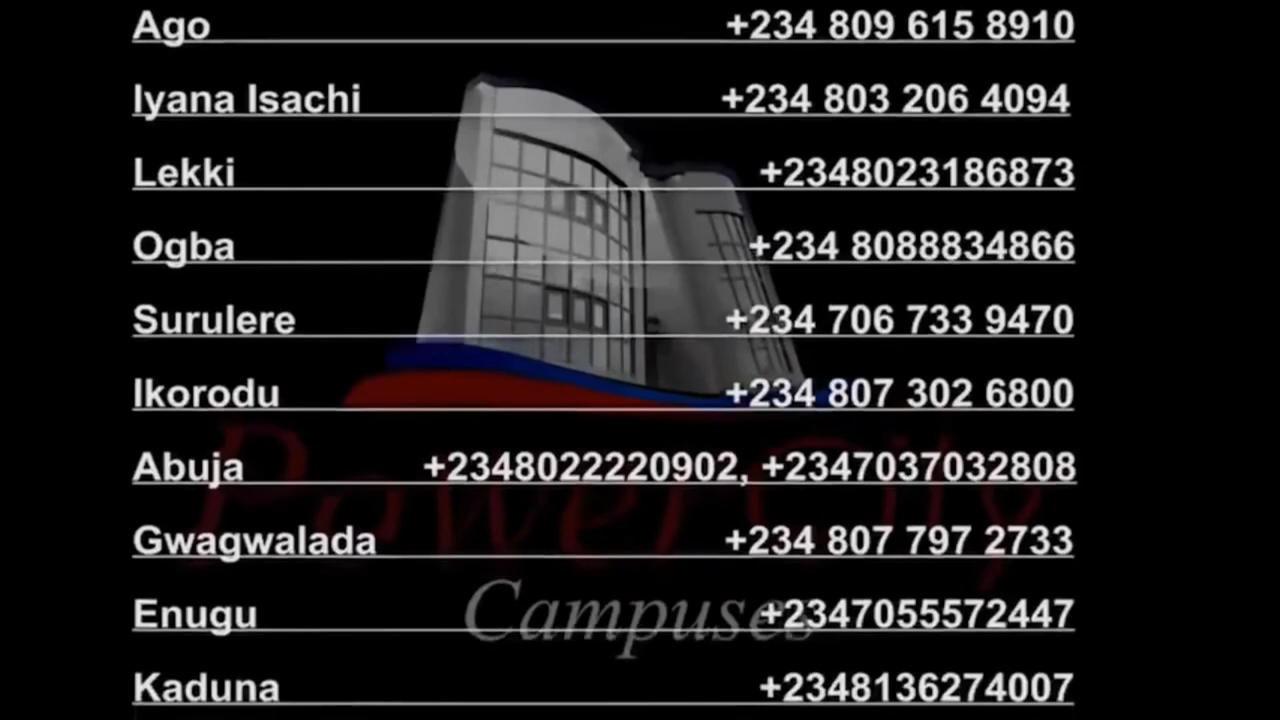 Ago +234 809 615 8910
Iyana Isachi +234 803 206 4094
Lekki +2348023186873
Ogba +234 8088834866
Surulere +234 706 733 9470
Ikorodu +234 807 302 6800
Abuja +2348022220902, +2347037032808
PowerCity
Gwagwalada +234 807 797 2733
Campuses
Enugu +2347055572447
Kaduna +2348136274007